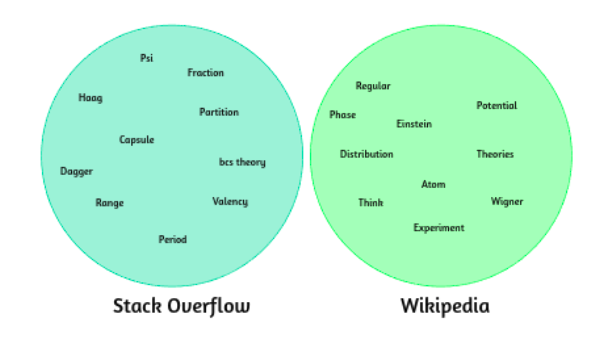 Psi
Fraction
Haag
Partition
Capsule
bcs theory
Dagger
Range
Valency
Period
Stack Overflow
Regular
Potential
Phase
Einstein
Distribution
Theories
Atom
Think
Wigner
Experiment
Wikipedia